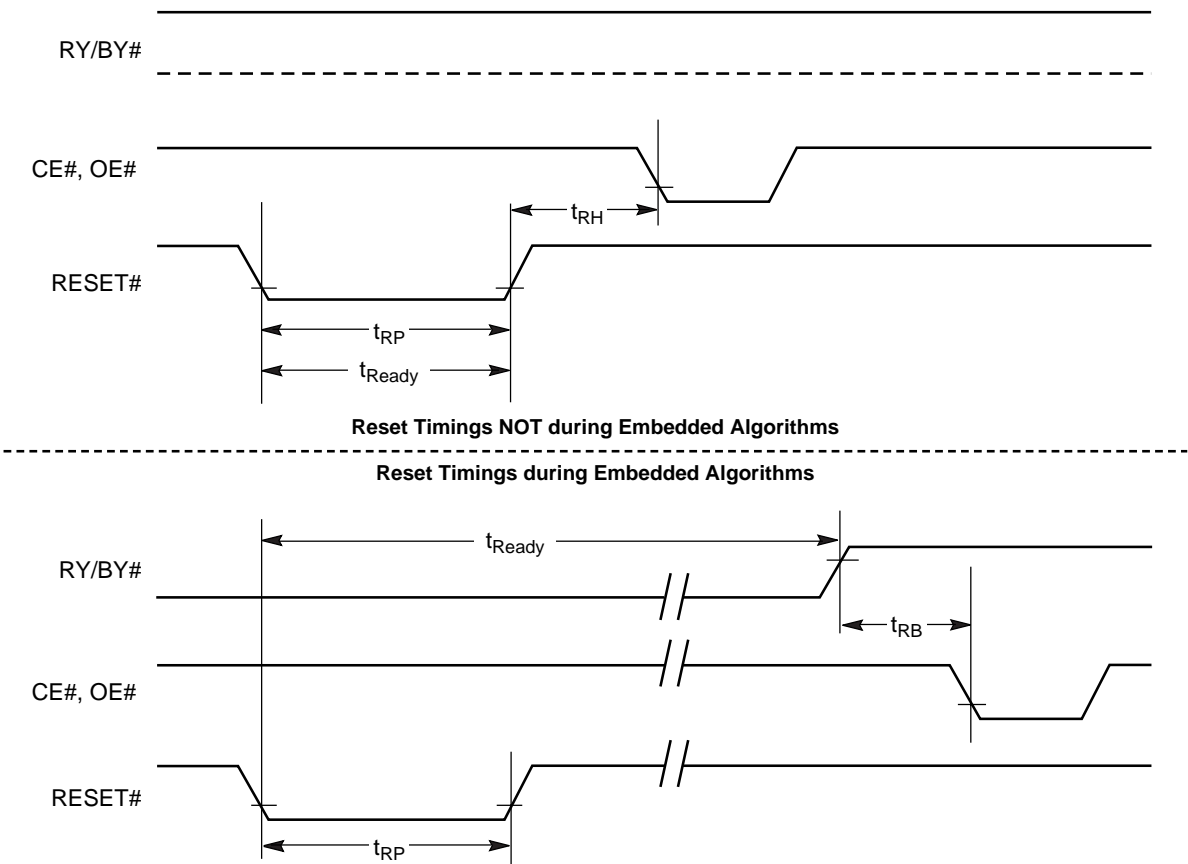 RY/BY#
CE#, OE#
tRH
RESET#
tRP
tReady
Reset Timings NOT during Embedded Algorithms
Reset Timings during Embedded Algorithms
tReady
RY/BY#
tRB
CE#, OE#
RESET#
tRP